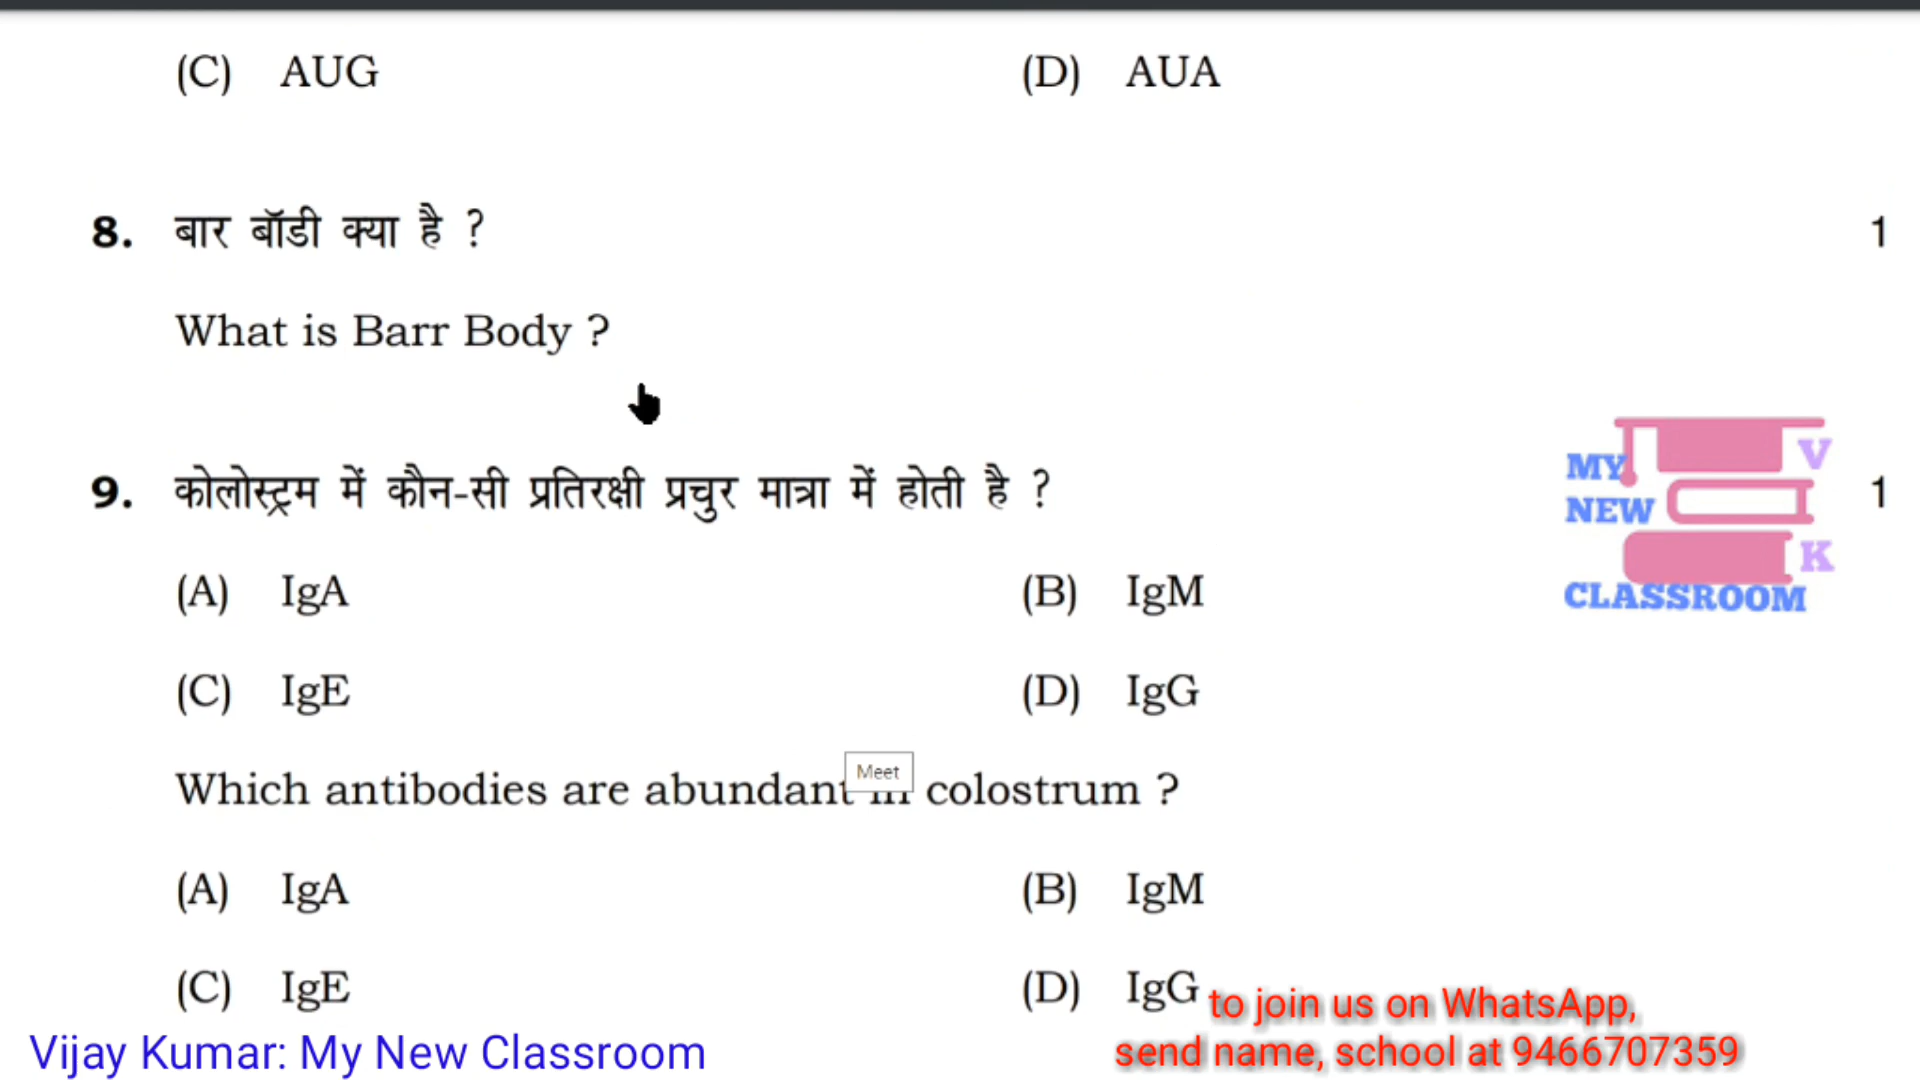 (C) AUG (D) AUA
8. बार बॉडी क्या है ? 1
What is Barr Body ?
9. कोलोस्ट्रम में कौन-सी प्रतिरक्षी प्रचुर मात्रा में होती है ? 1
MY V
NEW
K
CLASSROOM
(A) IgA (B) IgM
(C) IgE (D) IgG
Meet
Which antibodies are abundant in colostrum ?
(A) IgA (B) IgM
(C) IgE (D) IgG
to join us on WhatsApp,
send name, school at 9466707359
Vijay Kumar: My New Classroom